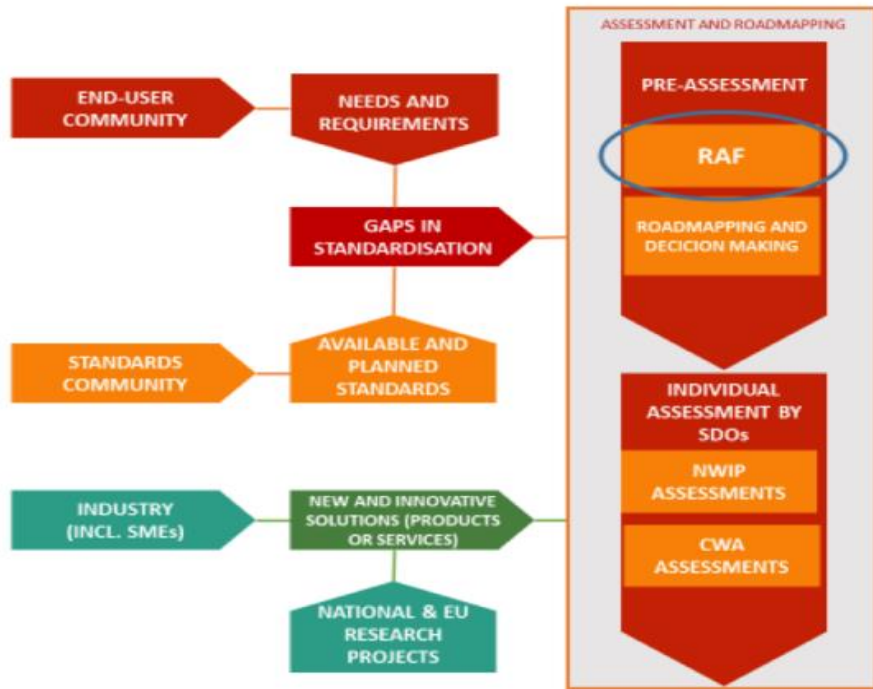 ASSESSMENT AND ROADMAPPING
END-USER
COMMUNITY
NEEDS AND
REQUIREMENTS
PRE-ASSESSMENT
RAF
GAPS IN
STANDARDISATION
ROADMAPPING AND
DECICION MAKING
STANDARDS
COMMUNITY
AVAILABLE AND
PLANNED
STANDARDS
INDIVIDUAL
ASSESSMENT BY
SDOs
NWIP
ASSESSMENTS
INDUSTRY
(INCL. SMEs)
NEW AND INNOVATIVE
SOLUTIONS (PRODUCTS
OR SERVICES)
CWA
ASSESSMENTS
NATIONAL & EU
RESEARCH
PROJECTS